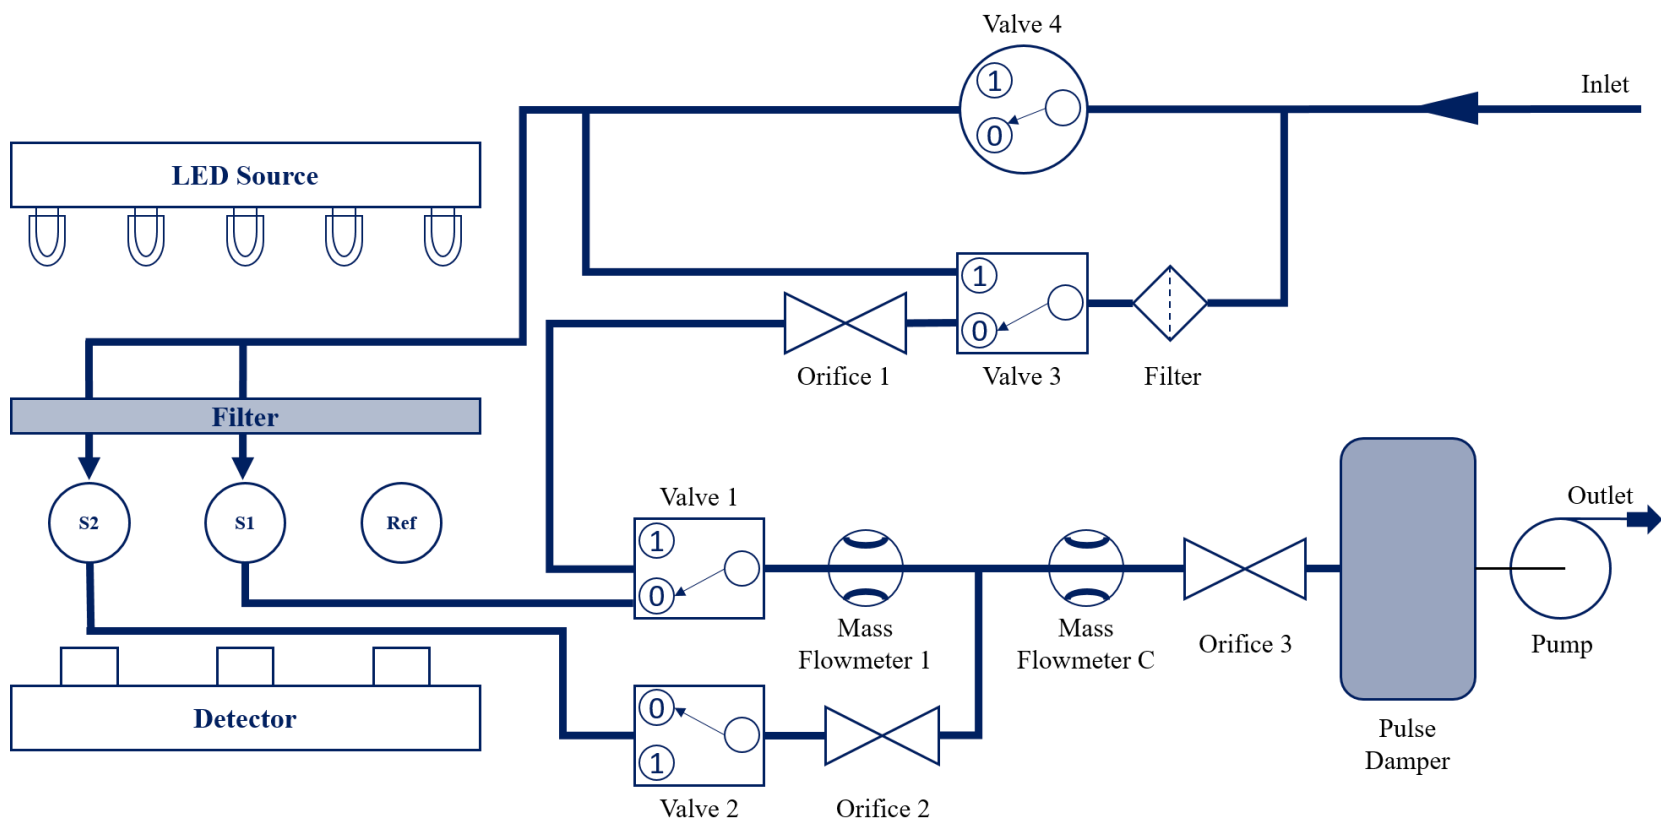 Valve 4
1
0
Inlet
LED Source
1
0
Orifice 1
Valve 3
Filter
Filter
S2
S1
Ref
Valve 1
1
0
Mass
Flowmeter 1
Mass
Flowmeter C
Orifice 3
Outlet
Pump
Pulse
Damper
Detector
0
1
Valve 2
Orifice 2